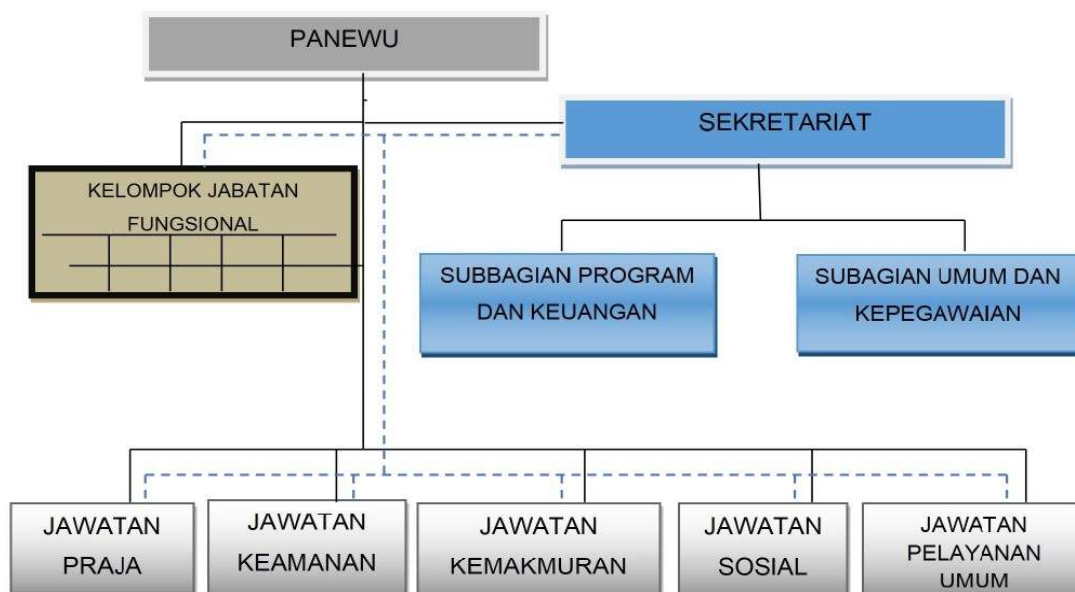 PANEWU
SEKRETARIAT
KELOMPOK JABATAN
FUNGSIONAL
SUBBAGIAN PROGRAM
DAN KEUANGAN
SUBAGIAN UMUM DAN
KEPEGAWAIAN
JAWATAN
PRAJA
JAWATAN
KEAMANAN
JAWATAN
KEMAKMURAN
JAWATAN
SOSIAL
JAWATAN
PELAYANAN
UMUM